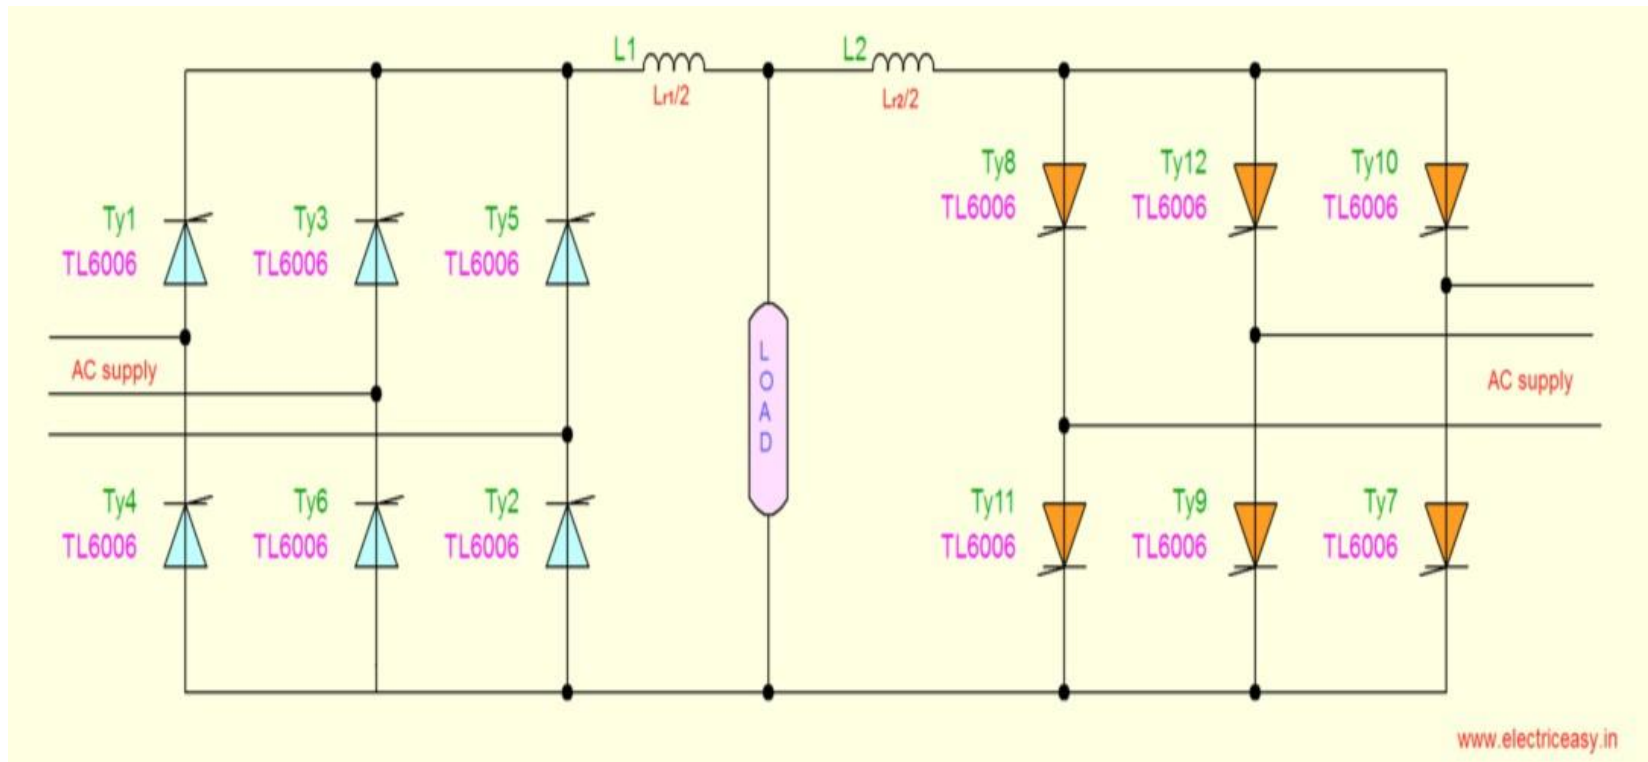 L1
Lr1/2
L2
Lr2/2
Ty8
TL6006
Ty12
TL6006
Ty10
TL6006
Ty1
TL6006
Ty3
TL6006
Ty5
TL6006
AC supply
LOAD
AC supply
Ty4
TL6006
Ty6
TL6006
Ty2
TL6006
Ty11
TL6006
Ty9
TL6006
Ty7
TL6006
www.electriceasy.in